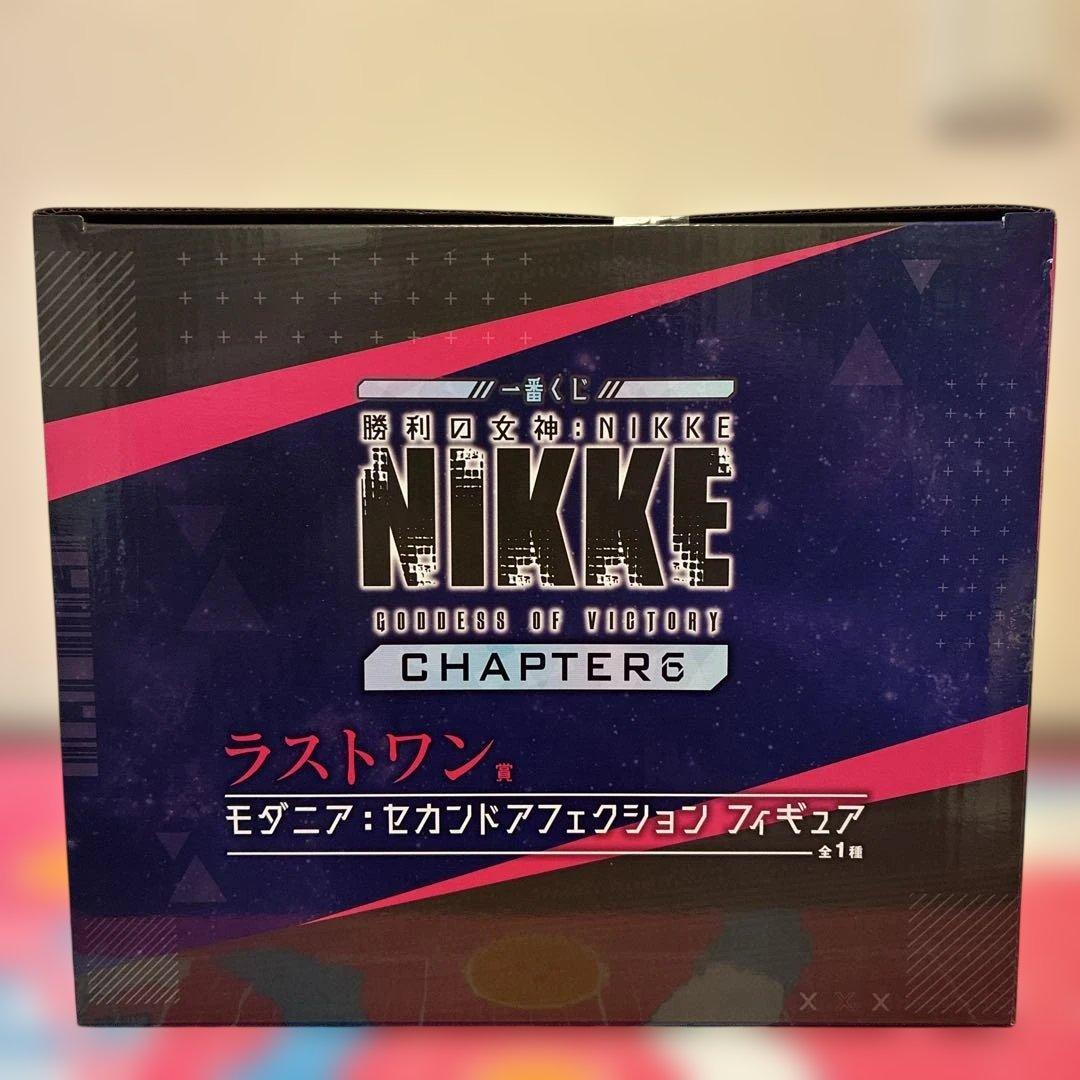 一番くじ
勝利の女神:NIKKE
NIKKE
GODDESS OF VICTORY
CHAPTER6
ラストワン賞
モダニア:セカンドアフェクション フィギュア
全1種
X X X